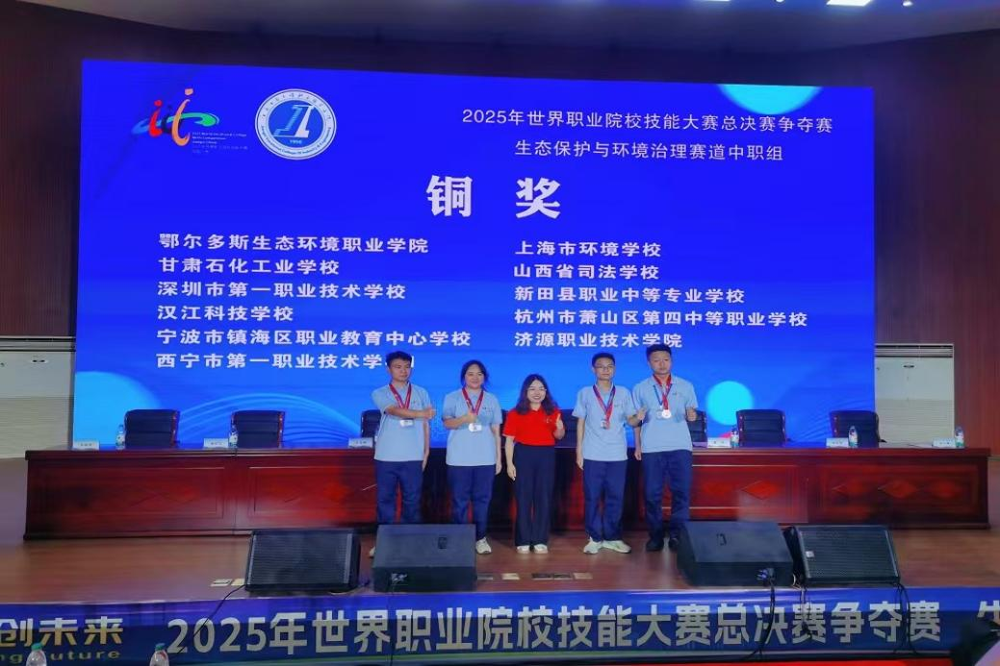 2025年世界职业院校技能大赛总决赛争夺赛
生态保护与环境治理赛道中职组
铜 奖
鄂尔多斯生态环境职业学院
甘肃石化工业学校
深圳市第一职业技术学校
汉江科技学校
宁波市镇海区职业教育中心学校
西宁市第一职业技术学
上海市环境学校
山西省司法学校
新田县职业中等专业学校
杭州市萧山区第四中等职业学校
济源职业技术学院
创未来
2025年世界职业院校技能大赛总决赛争夺赛